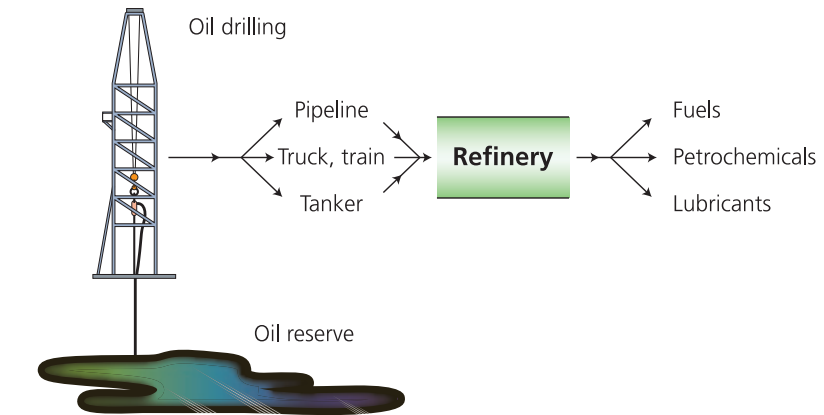 Oil drilling
Pipeline
Truck, train
Tanker
Refinery
Fuels
Petrochemicals
Lubricants
Oil reserve